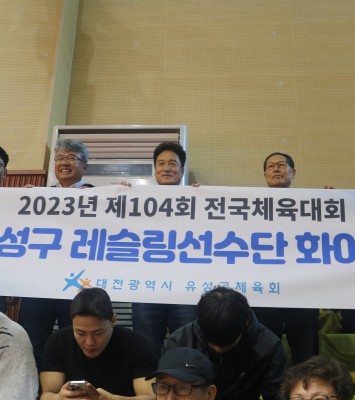 2023년 제104회 전국체육대회
성구 레슬링선수단 화이
대전광역시 유성구체육회